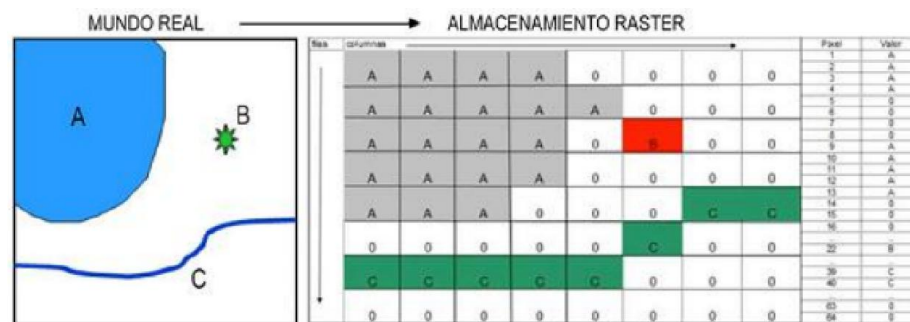 MUNDO REAL
ALMACENAMIENTO RASTER
A
B
C
filas columnas
A A A A 0 0 0 0
A A A A A 0 0 0
A A A A 0 B 0 0
A A A A 0 0 0 0
A A A 0 0 0 C C
0 0 0 0 0 C 0 0
C C C C C 0 0 0
0 0 0 0 0 0 0 0
Pixel Valor
1 A
2 A
3 A
4 A
5 0
6 0
7 0
8 0
9 A
10 A
11 A
12 A
13 A
14 0
15 0
16 0
22 B
39 C
40 C
63 0
64 0